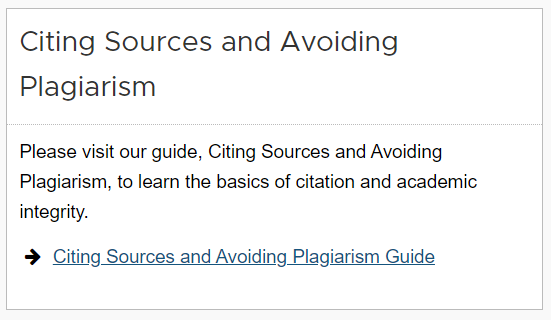 Citing Sources and Avoiding
Plagiarism
Please visit our guide, Citing Sources and Avoiding
Plagiarism, to learn the basics of citation and academic
integrity.
Citing Sources and Avoiding Plagiarism Guide